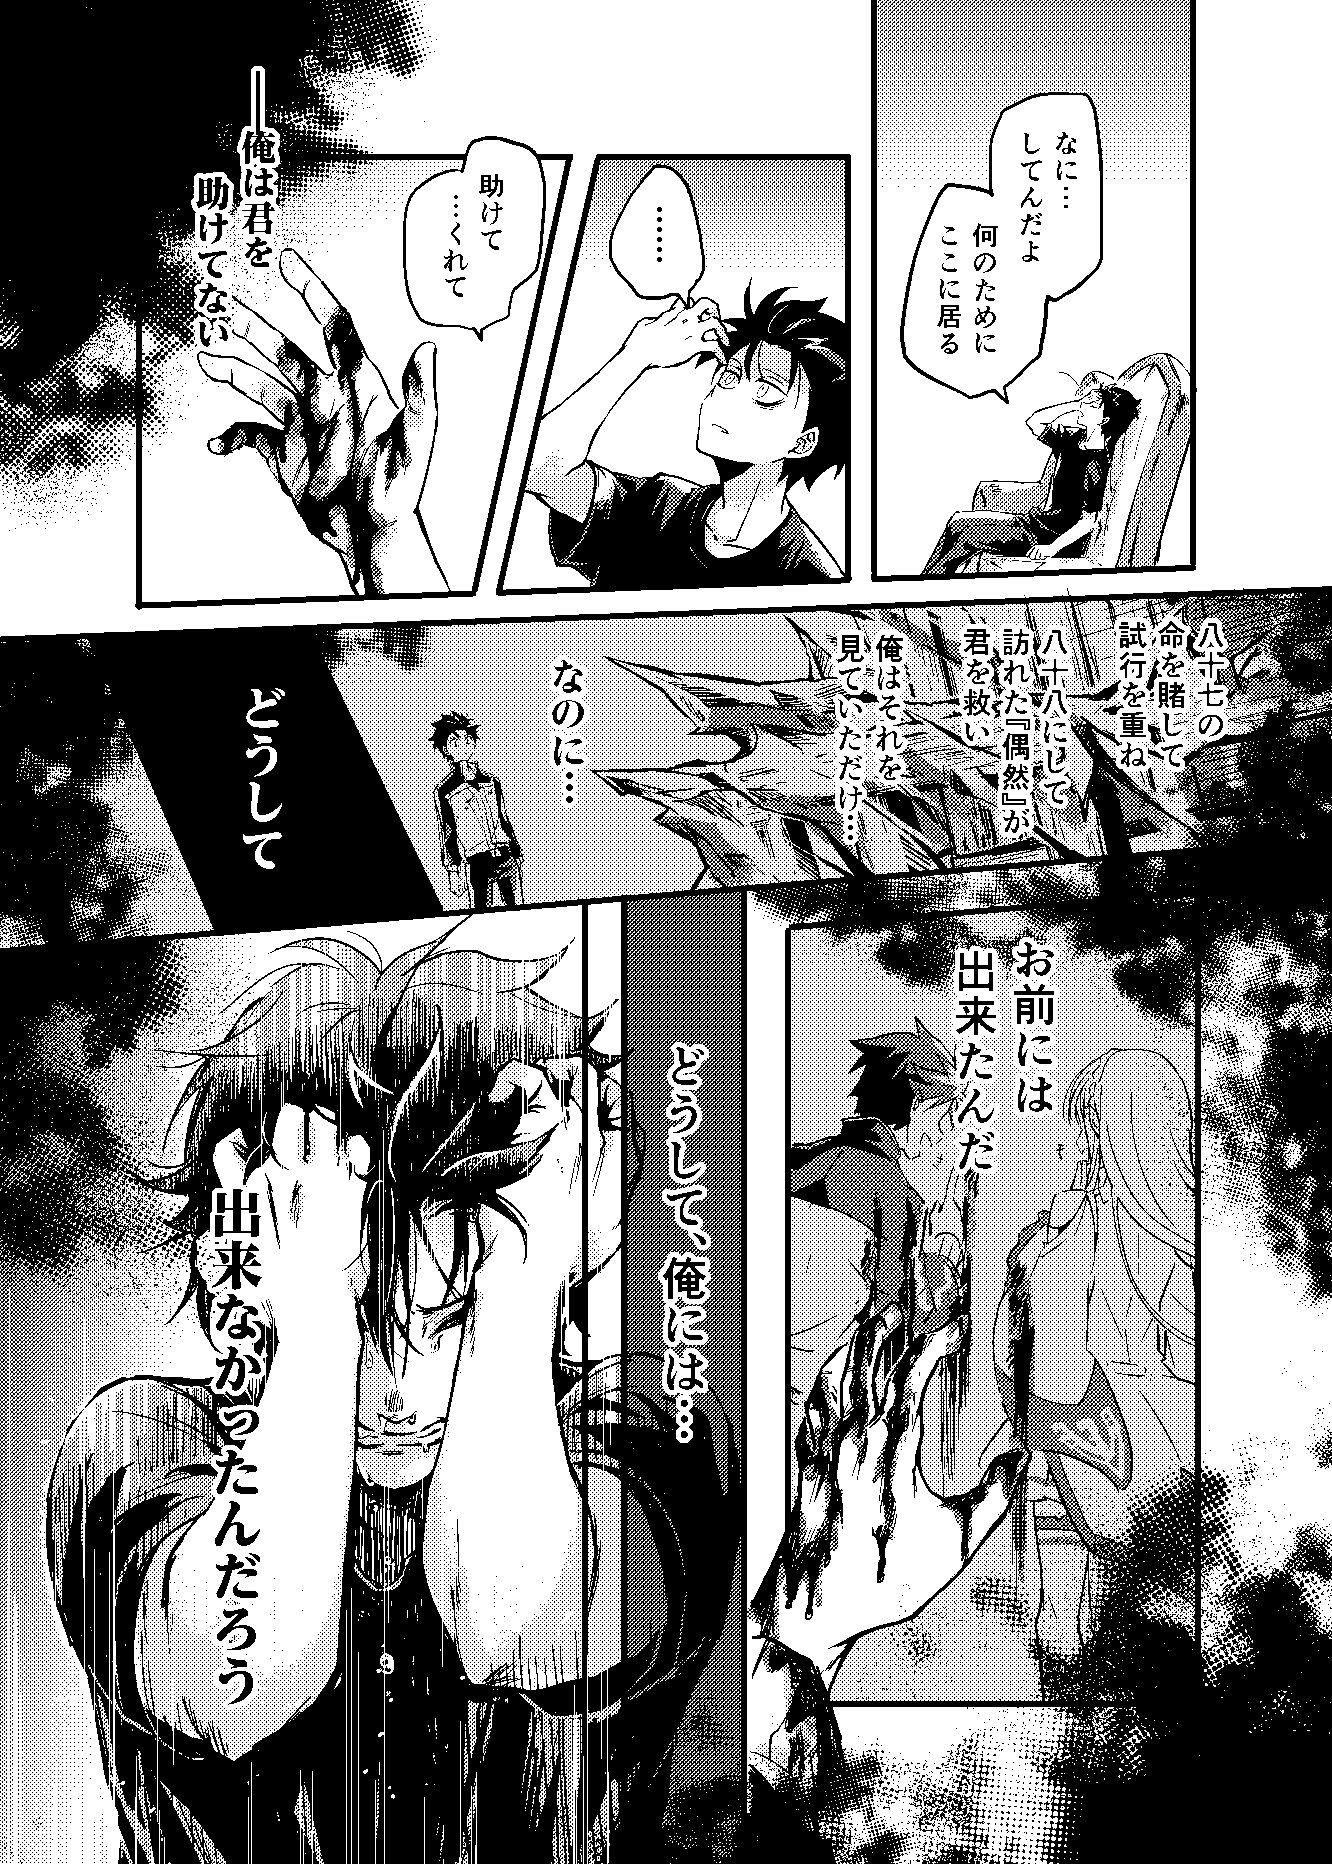 なに…
してんだよ
何のために
ここに居る
……
助けて
…くれて
──俺は君を
助けてない
八十七の
命を賭して
試行を重ね
八十八にして
訪れた『偶然』が
君を救い
俺はそれを
見ていただけ…
なのに…
どうして
お前には
出来たんだ
どうして、俺には…
出来なかったんだろう